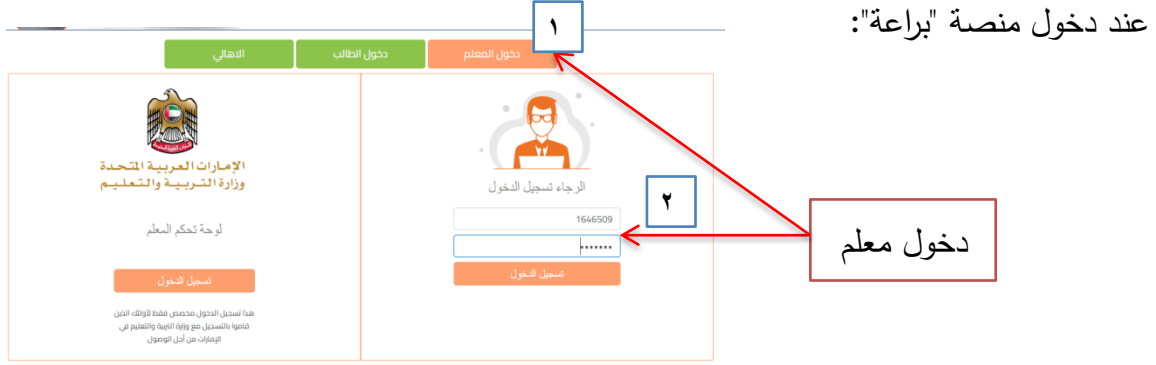 عند دخول منصة "براعة":
١
دخول المعلم
دخول الطالب
الاهالي
الرجاء تسجيل الدخول
1646509
•••••••
تسجيل الدخول
٢
دخول معلم
الإمارات العربية المتحدة
وزارة التربية والتعليم
لوحة تحكم المعلم
تسجيل الدخول
هذا تسجيل الدخول مخصص فقط لأولئك الذين
قاموا بالتسجيل مع وزارة التربية والتعليم في
الإمارات من أجل الوصول